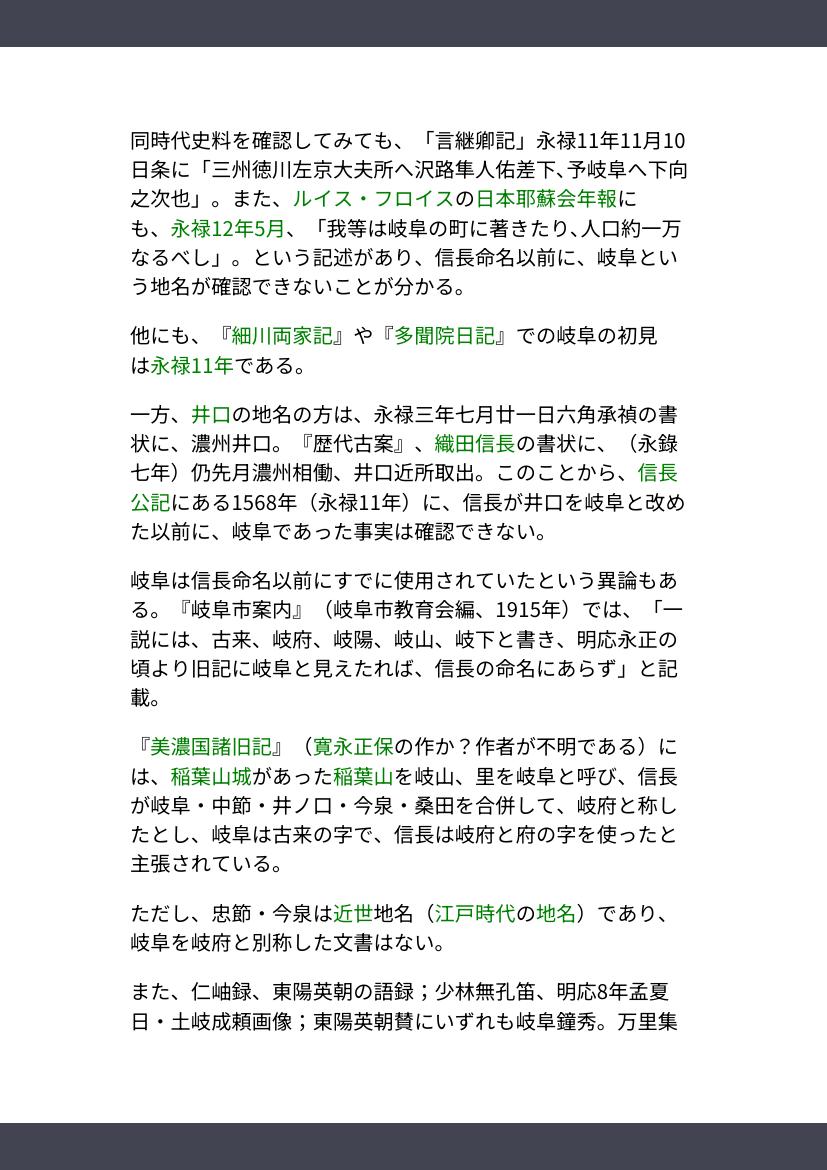 同時代史料を確認してみても、「言継卿記」永禄11年11月10
日条に「三州徳川左京大夫所へ沢路隼人佑差下､予岐阜へ下向
之次也」。また、ルイス・フロイスの日本耶蘇会年報に
も、永禄12年5月、「我等は岐阜の町に著きたり､人口約一万
なるべし」。という記述があり、信長命名以前に、岐阜とい
う地名が確認できないことが分かる。
他にも、『細川両家記』や『多聞院日記』での岐阜の初見
は永禄11年である。
一方、井口の地名の方は、永禄三年七月廿一日六角承禎の書
状に、濃州井口。『歴代古案』、織田信長の書状に、（永錄
七年）仍先月濃州相働、井口近所取出。このことから、信長
公記にある1568年（永禄11年）に、信長が井口を岐阜と改め
た以前に、岐阜であった事実は確認できない。
岐阜は信長命名以前にすでに使用されていたという異論もあ
る。『岐阜市案内』（岐阜市教育会編、1915年）では、「一
説には、古来、岐府、岐陽、岐山、岐下と書き、明応永正の
頃より旧記に岐阜と見えたれば、信長の命名にあらず」と記
載。
『美濃国諸旧記』（寛永正保の作か？作者が不明である）に
は、稲葉山城があった稲葉山を岐山、里を岐阜と呼び、信長
が岐阜・中節・井ノ口・今泉・桑田を合併して、岐府と称し
たとし、岐阜は古来の字で、信長は岐府と府の字を使ったと
主張されている。
ただし、忠節・今泉は近世地名（江戸時代の地名）であり、
岐阜を岐府と別称した文書はない。
また、仁岫録、東陽英朝の語録；少林無孔笛、明応8年孟夏
日・土岐成頼画像；東陽英朝賛にいずれも岐阜鐘秀。万里集